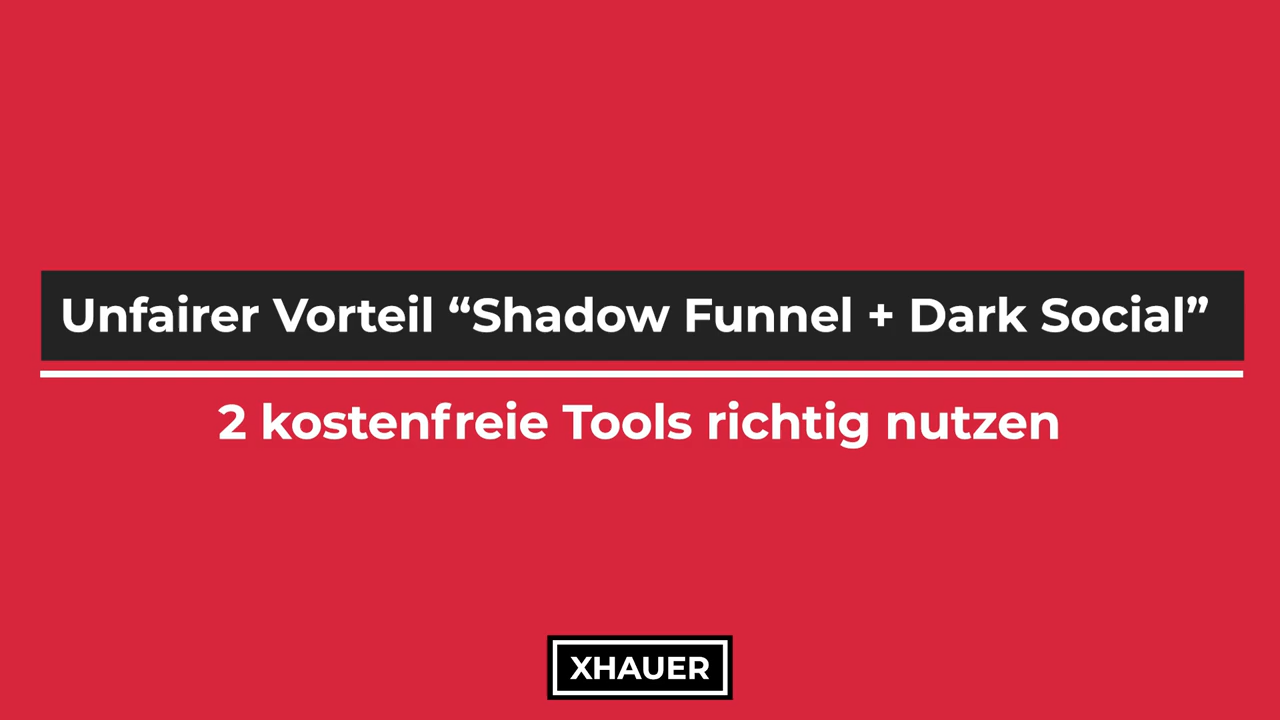 Unfairer Vorteil “Shadow Funnel + Dark Social”
2 kostenfreie Tools richtig nutzen
XHAUER